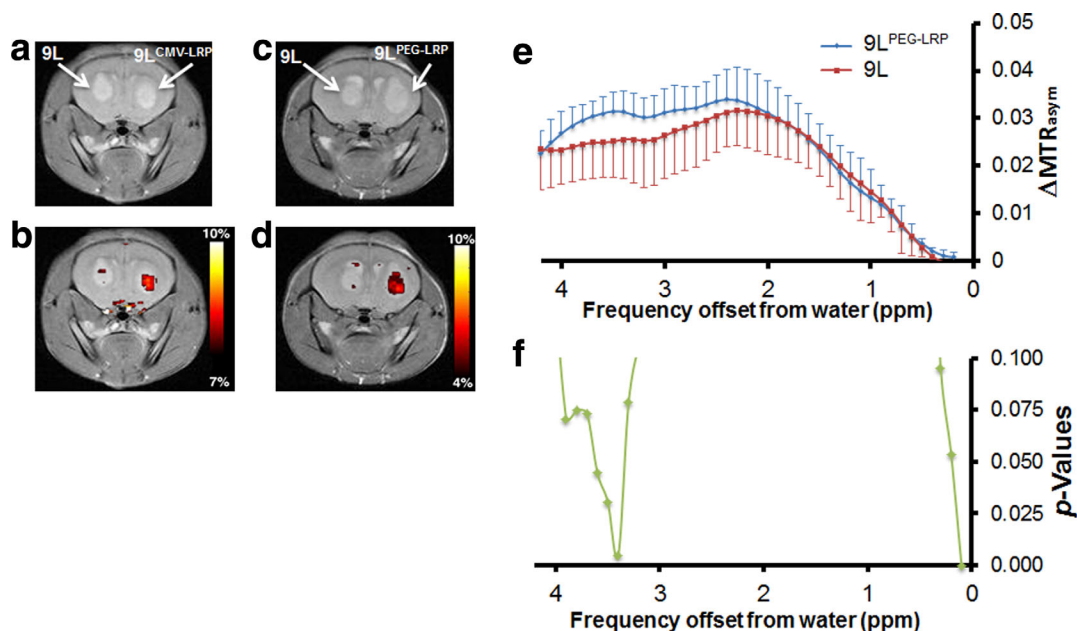 a
9L
9L^CMV-LRP
c
9L
9L^PEG-LRP
b
10%
7%
d
10%
4%
e
9L^PEG-LRP
9L
0.05
0.04
0.03
0.02
0.01
0
ΔMTRasym
4 3 2 1 0
Frequency offset from water (ppm)
f
0.100
0.075
0.050
0.025
0.000
p-Values
4 3 2 1 0
Frequency offset from water (ppm)